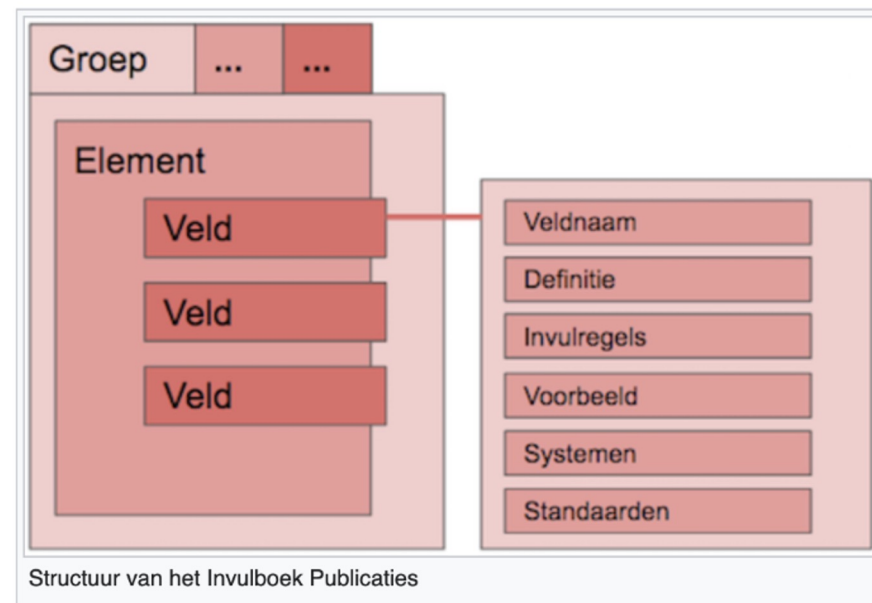 Groep ... ...
Element
Veld
Veld
Veld
Veldnaam
Definitie
Invulregels
Voorbeeld
Systemen
Standaarden
Structuur van het Invulboek Publicaties